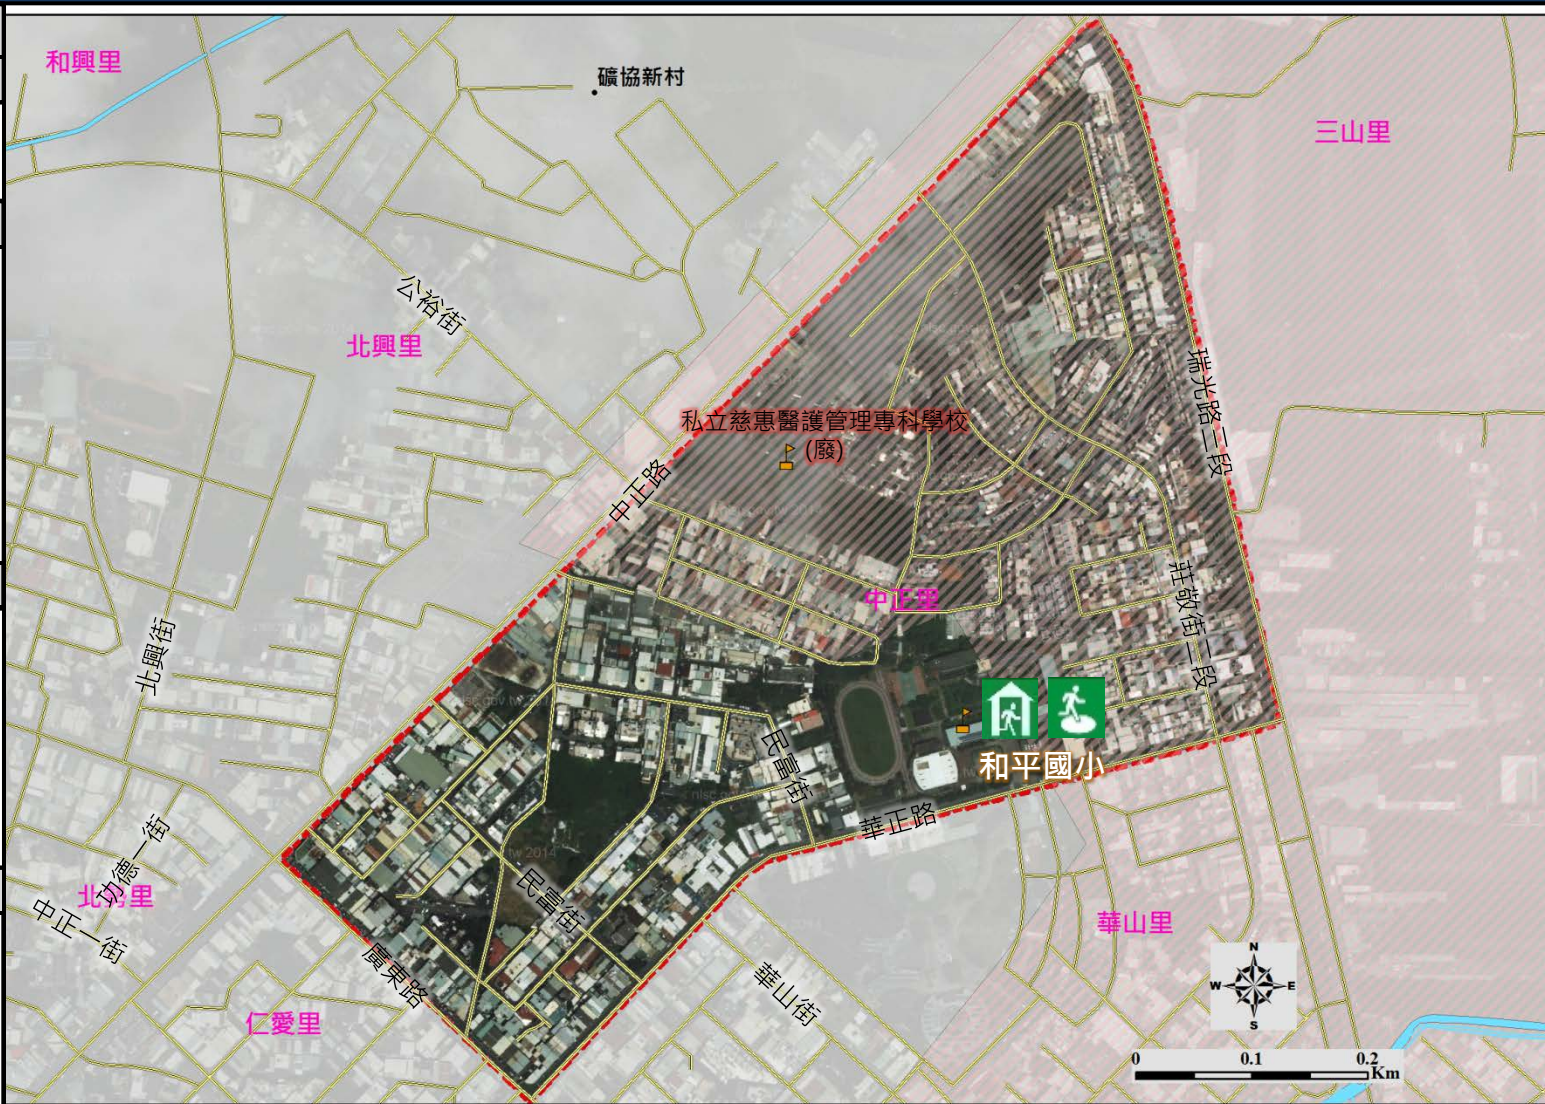 和興里
礦協新村
三山里
公裕街
北興里
瑞光路二段
私立慈惠醫護管理專科學校
(廢)
中正路
中正里
莊敬街二段
北興街
民富街
和平國小
華正路
功德一街
民富街
中正一街
華山里
廣東路
華山街
仁愛里
N
W E
S
0 0.1 0.2
Km